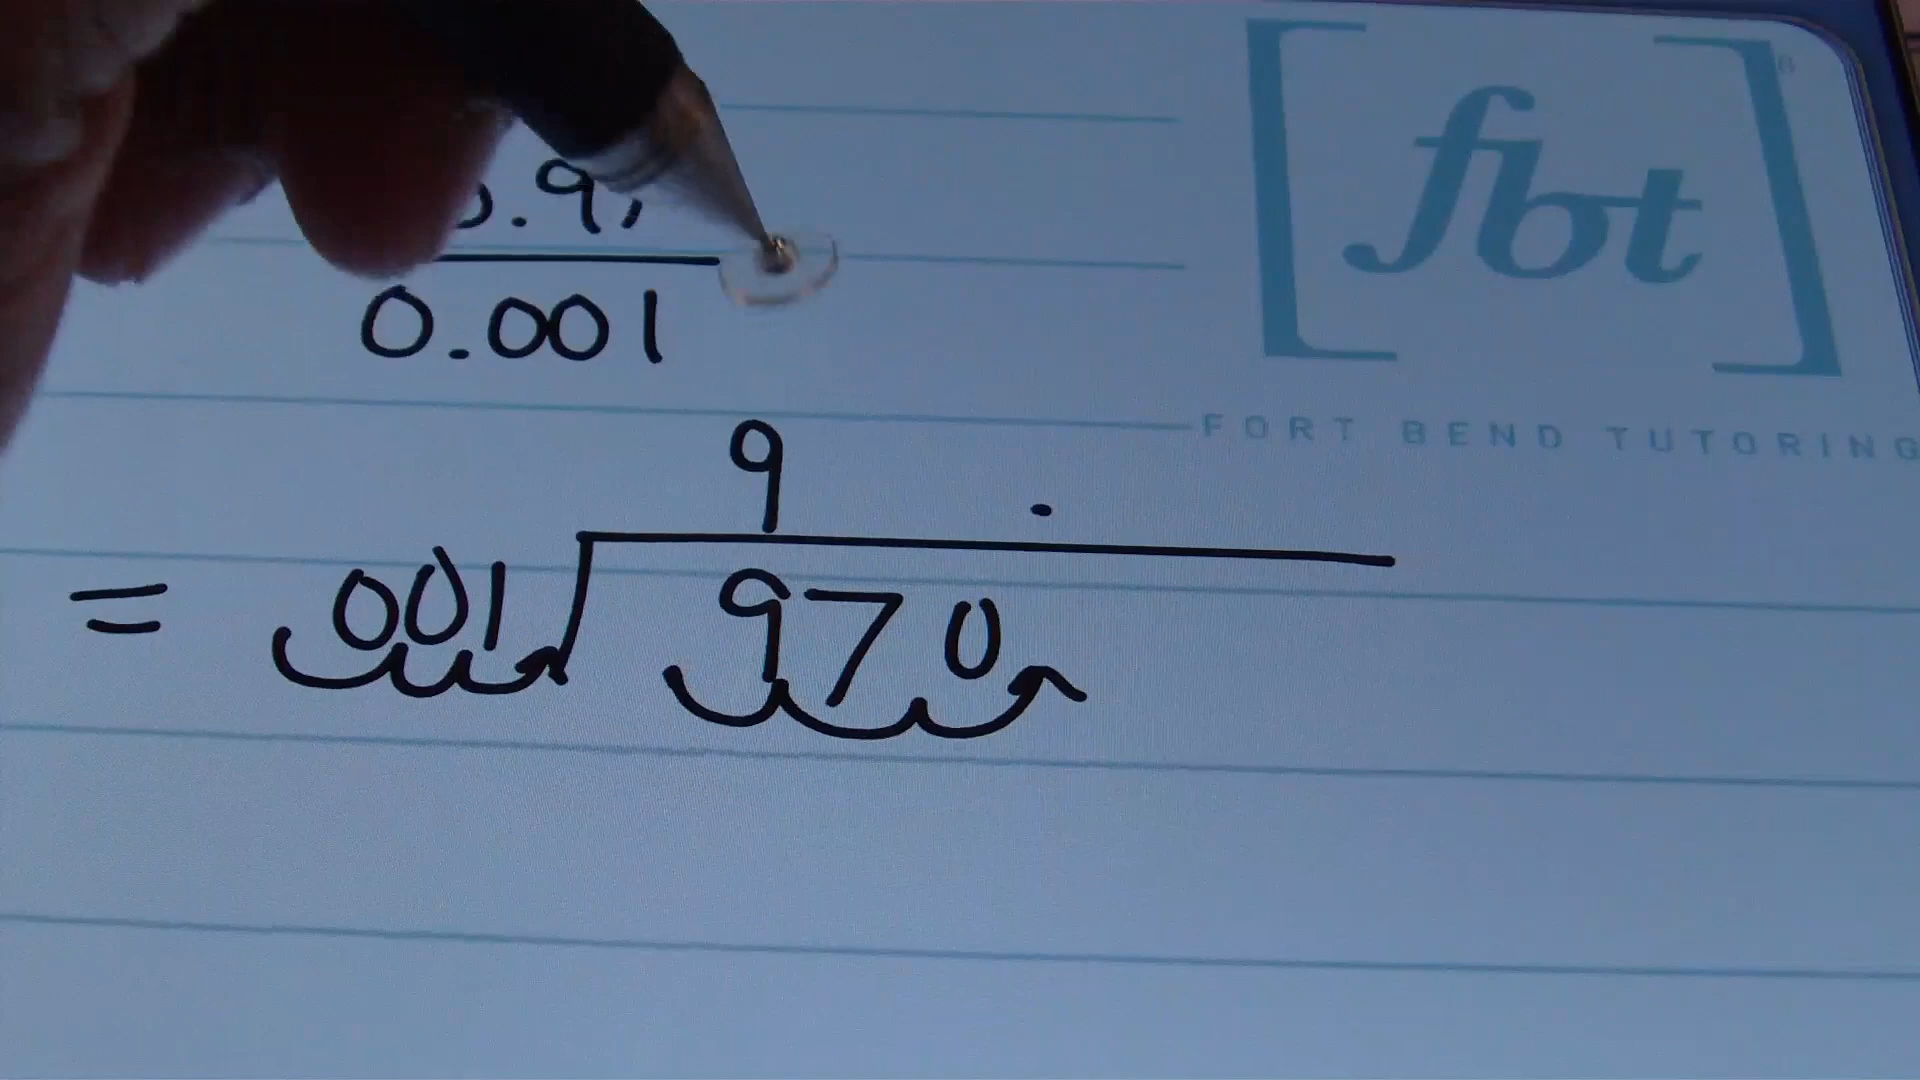 fbt
0.001
FORT BEND TUTORING
9 .
= .001 970